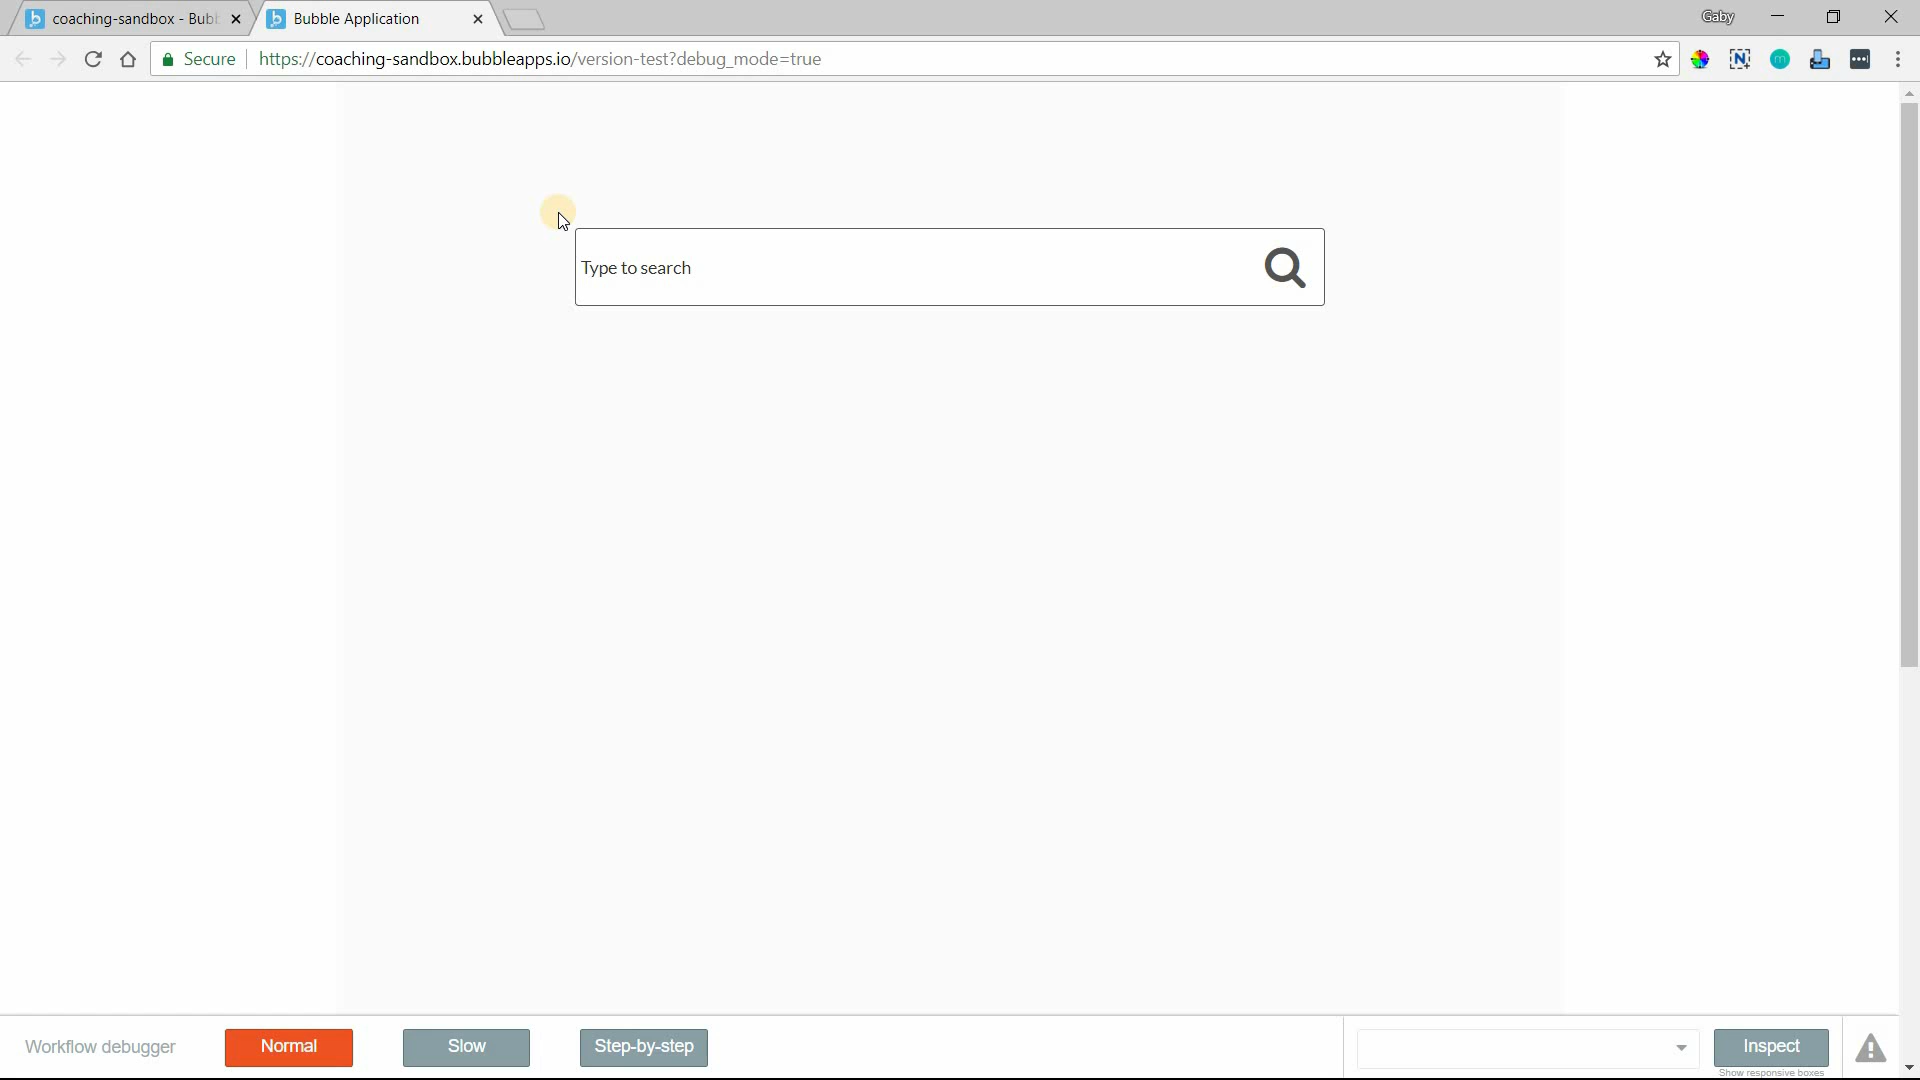 coaching-sandbox - Bubb
Bubble Application
Gaby
Secure
https://coaching-sandbox.bubbleapps.io/version-test?debug_mode=true
Type to search
Workflow debugger
Normal
Slow
Step-by-step
Inspect
Show responsive boxes